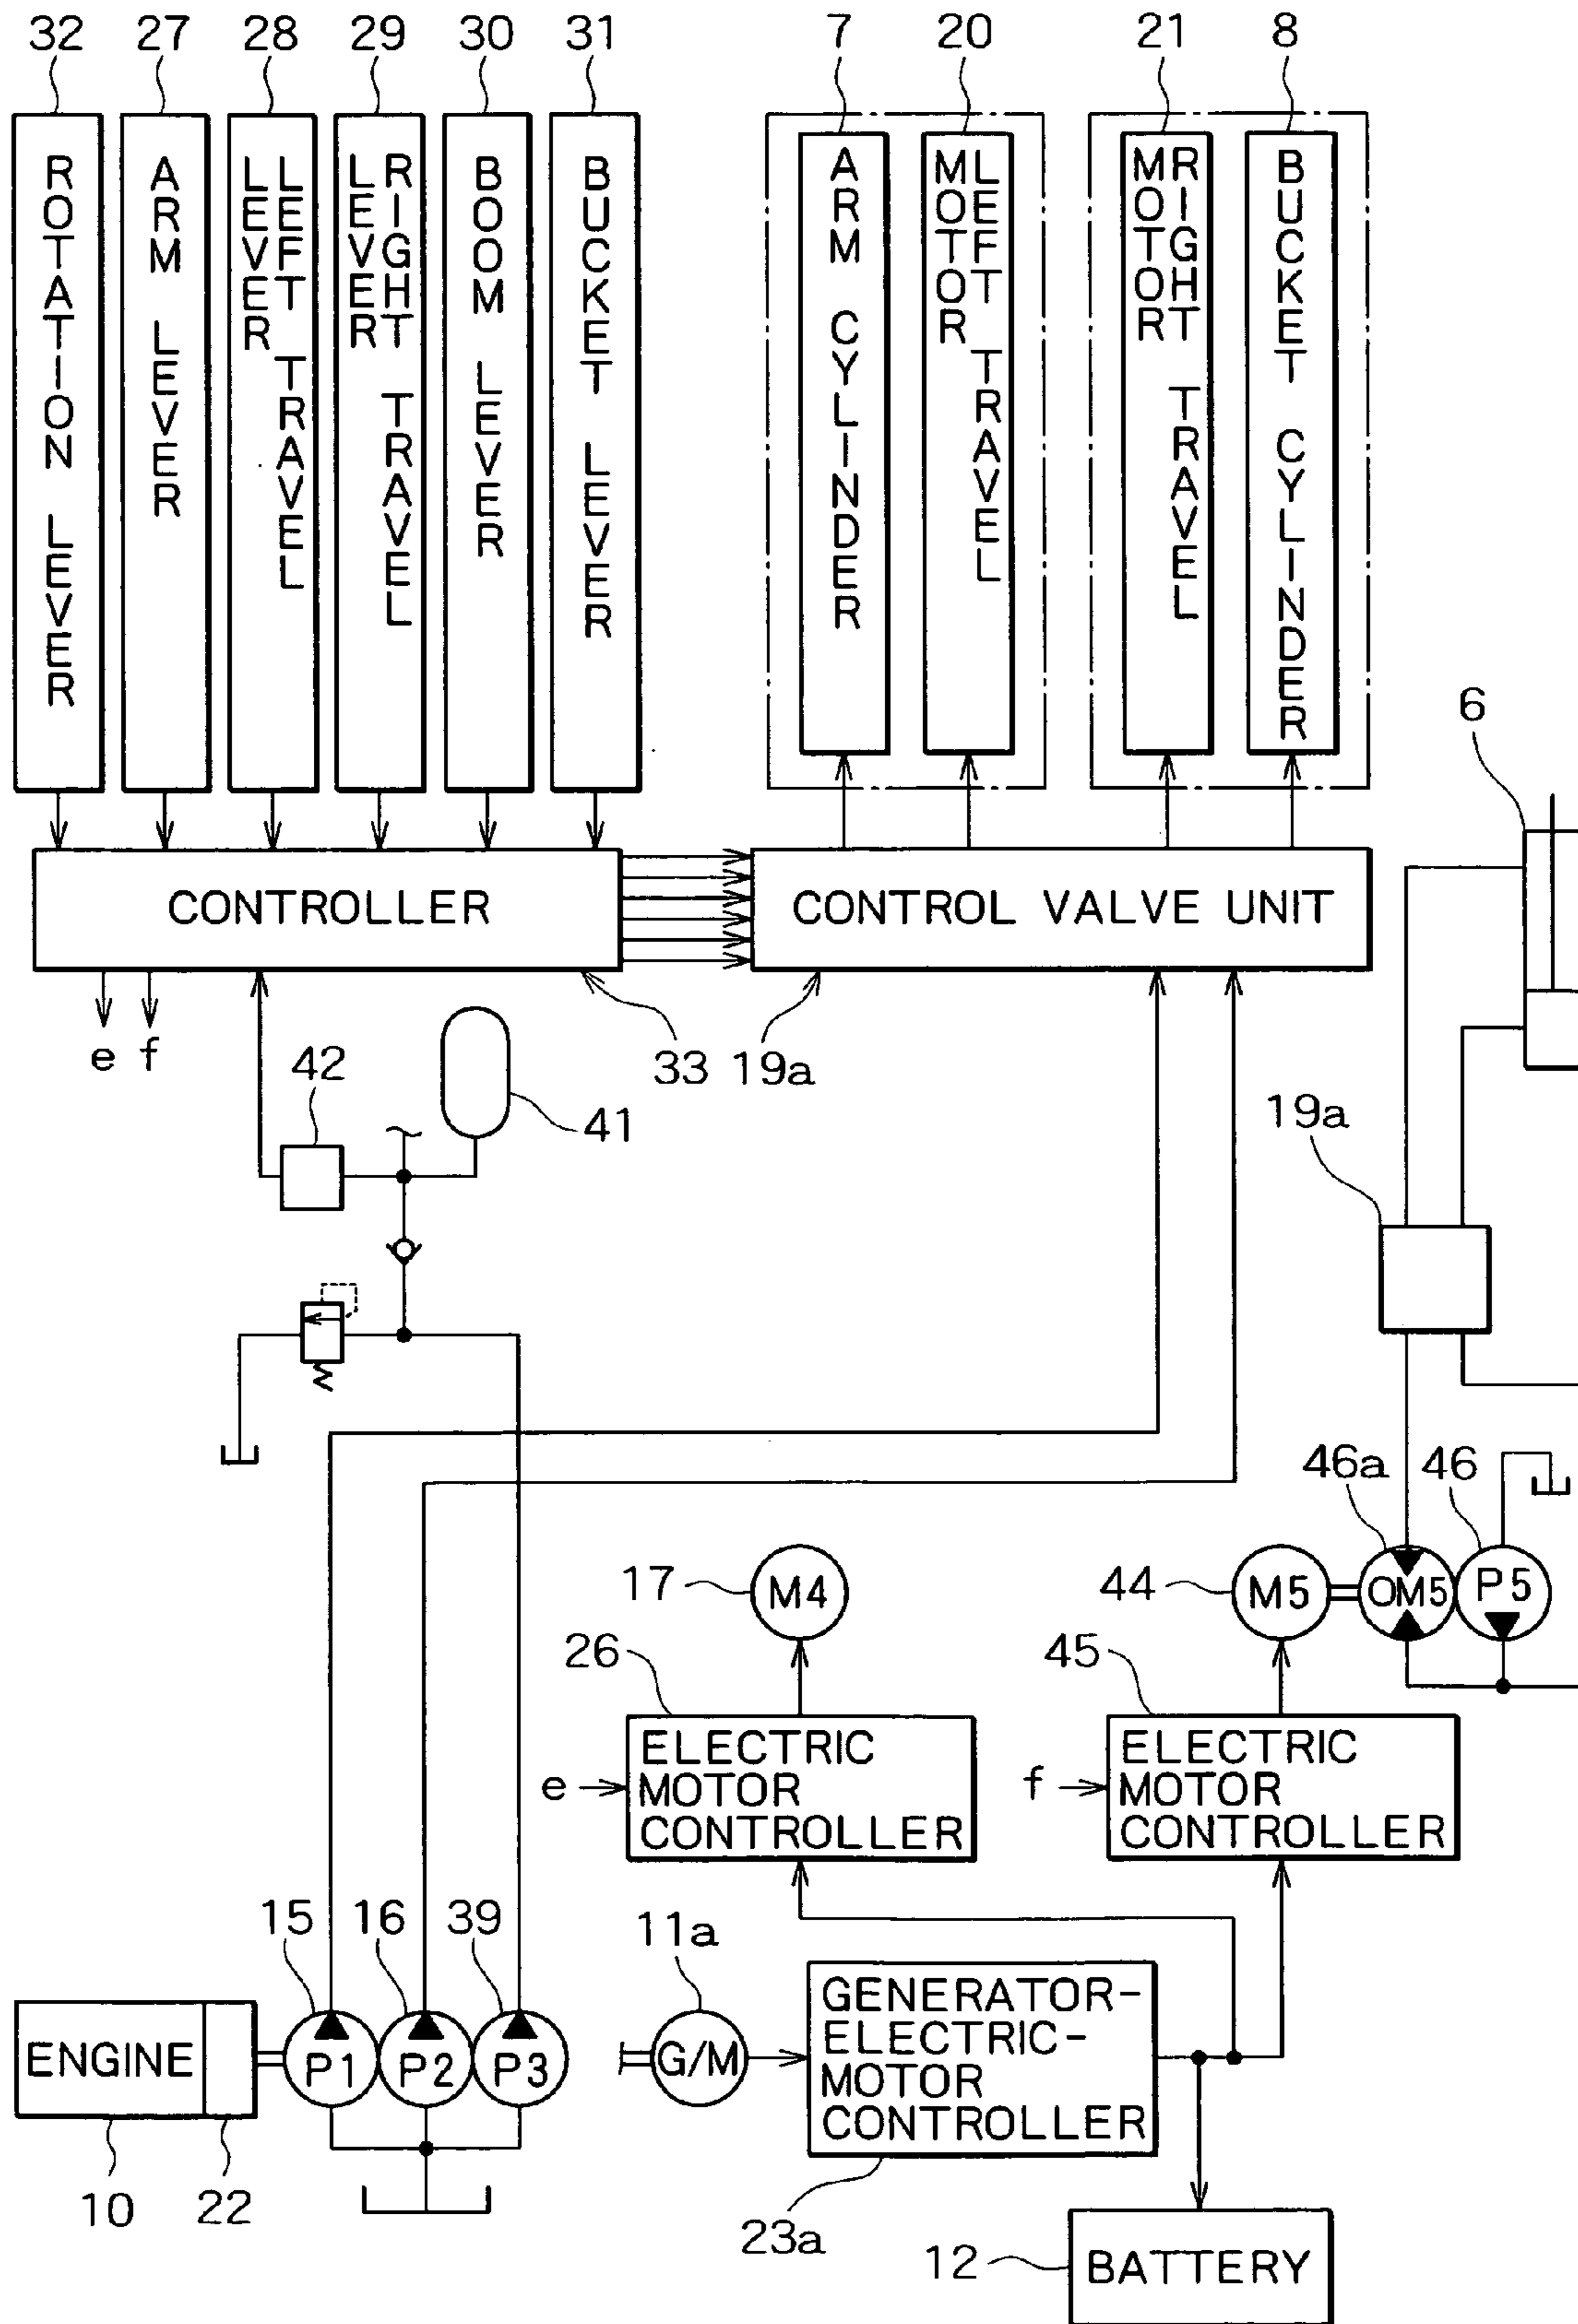 32 27 28 29 30 31 7 20 21 8
ROTATION LEVER
ARM LEVER
LEFT TRAVEL
LEVER
RIGHT TRAVEL
LEVER
BOOM LEVER
BUCKET LEVER
ARM CYLINDER
LEFT TRAVEL
MOTOR
RIGHT TRAVEL
MOTOR
BUCKET CYLINDER
6
CONTROLLER
CONTROL VALVE UNIT
e f
42
41
33
19a
19a
46a
46
17
M4
44
M5
OM5
P5
26
45
e
ELECTRIC
MOTOR
CONTROLLER
f
ELECTRIC
MOTOR
CONTROLLER
15
16
39
11a
ENGINE
P1
P2
P3
G/M
GENERATOR-
ELECTRIC-
MOTOR
CONTROLLER
10
22
23a
12
BATTERY